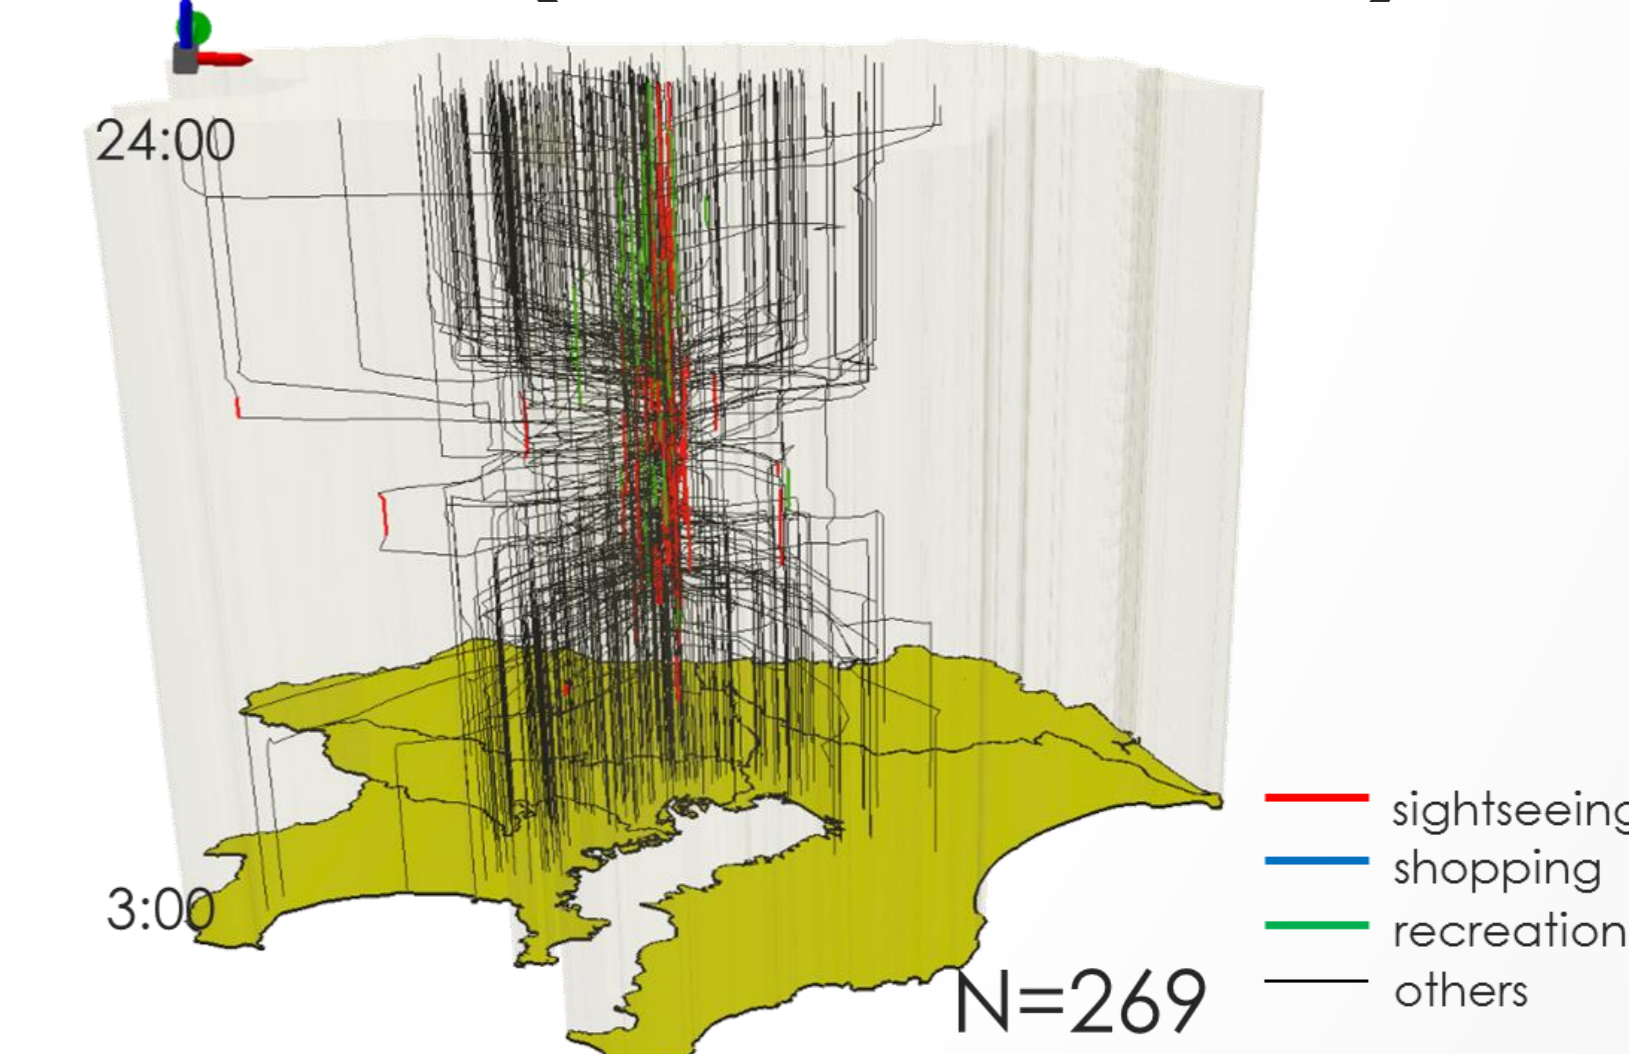 24:00
3:00
sightseeing
shopping
recreation
others
N=269